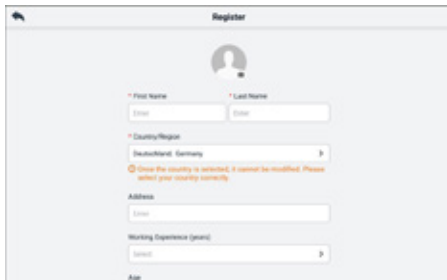 Register
* First Name
* Last Name
Enter
Enter
* Country/Region
Deutschland, Germany
Once the country is selected, it cannot be modified. Please
select your country correctly.
Address
Enter
Working Experience (years)
Select
Age